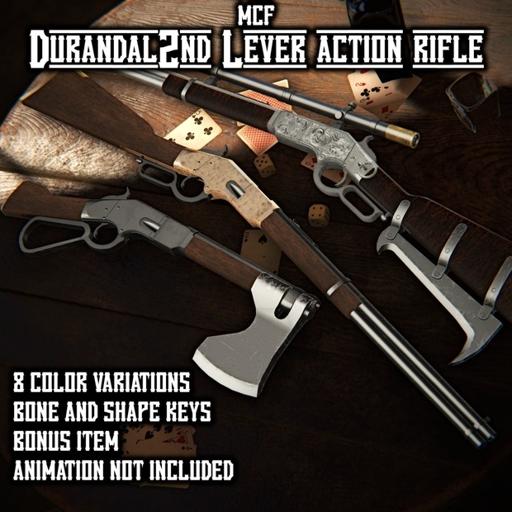 MCF
Durandal2nd Lever action rifle
8 color variations
Bone and shape keys
Bonus item
Animation not included